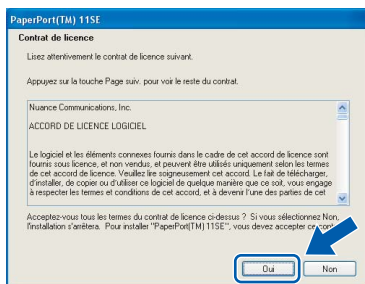 PaperPort(TM) 11SE
Contrat de licence
Lisez attentivement le contrat de licence suivant.
Appuyez sur la touche Page suiv. pour voir le reste du contrat.
Nuance Communications, Inc.
ACCORD DE LICENCE LOGICIEL
Le logiciel et les éléments connexes fournis dans le cadre de cet accord de licence sont
fournis sous licence, et non vendus, et peuvent être utilisés uniquement selon les termes
de cet accord de licence. Veuillez lire soigneusement cet accord. Le fait de télécharger,
d'installer, de copier ou d'utiliser ce logiciel de quelque manière que ce soit, vous engage
à respecter les termes et conditions de cet accord, et à devenir l'une des parties de cet
Acceptez-vous tous les termes du contrat de licence ci-dessus ? Si vous sélectionnez Non,
l'installation s'arrêtera. Pour installer "PaperPort(TM) 11SE", vous devez accepter ce
Oui
Non